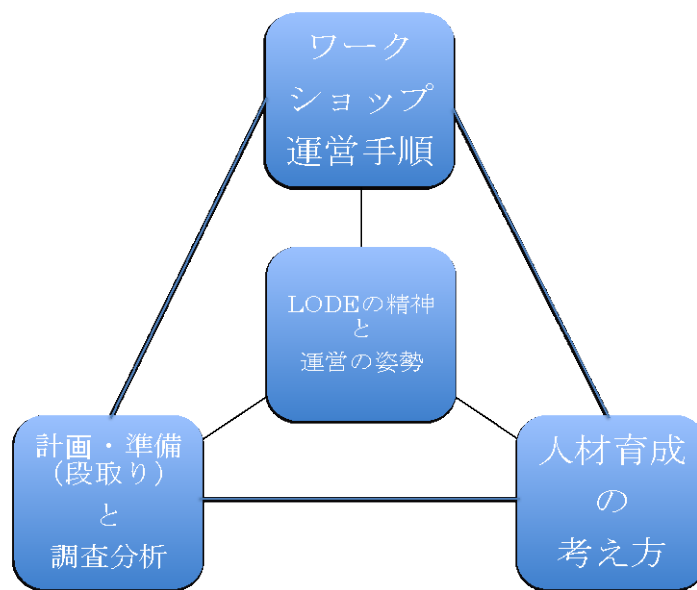 ワーク
ショップ
運営手順
LODEの精神
と
運営の姿勢
計画・準備
(段取り)
と
調査分析
人材育成
の
考え方